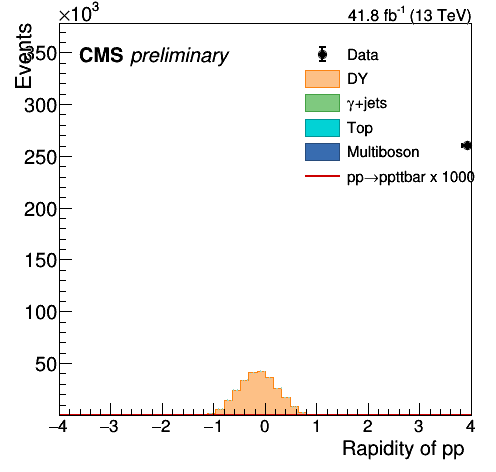 ×10³
41.8 fb⁻¹ (13 TeV)
Events
CMS preliminary
Data
DY
γ+jets
Top
Multiboson
pp→ppttbar x 1000
350
300
250
200
150
100
50
−4 −3 −2 −1 0 1 2 3 4
Rapidity of pp